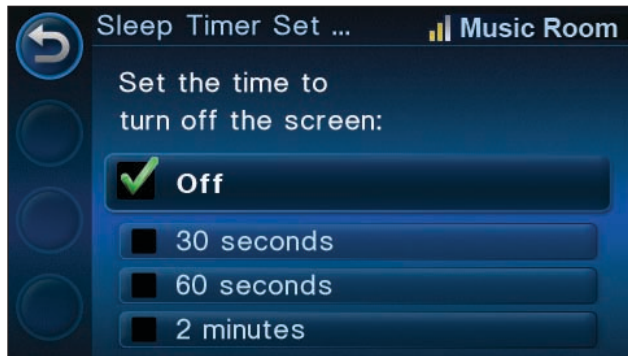 Sleep Timer Set ... Music Room
Set the time to
turn off the screen:
Off
30 seconds
60 seconds
2 minutes